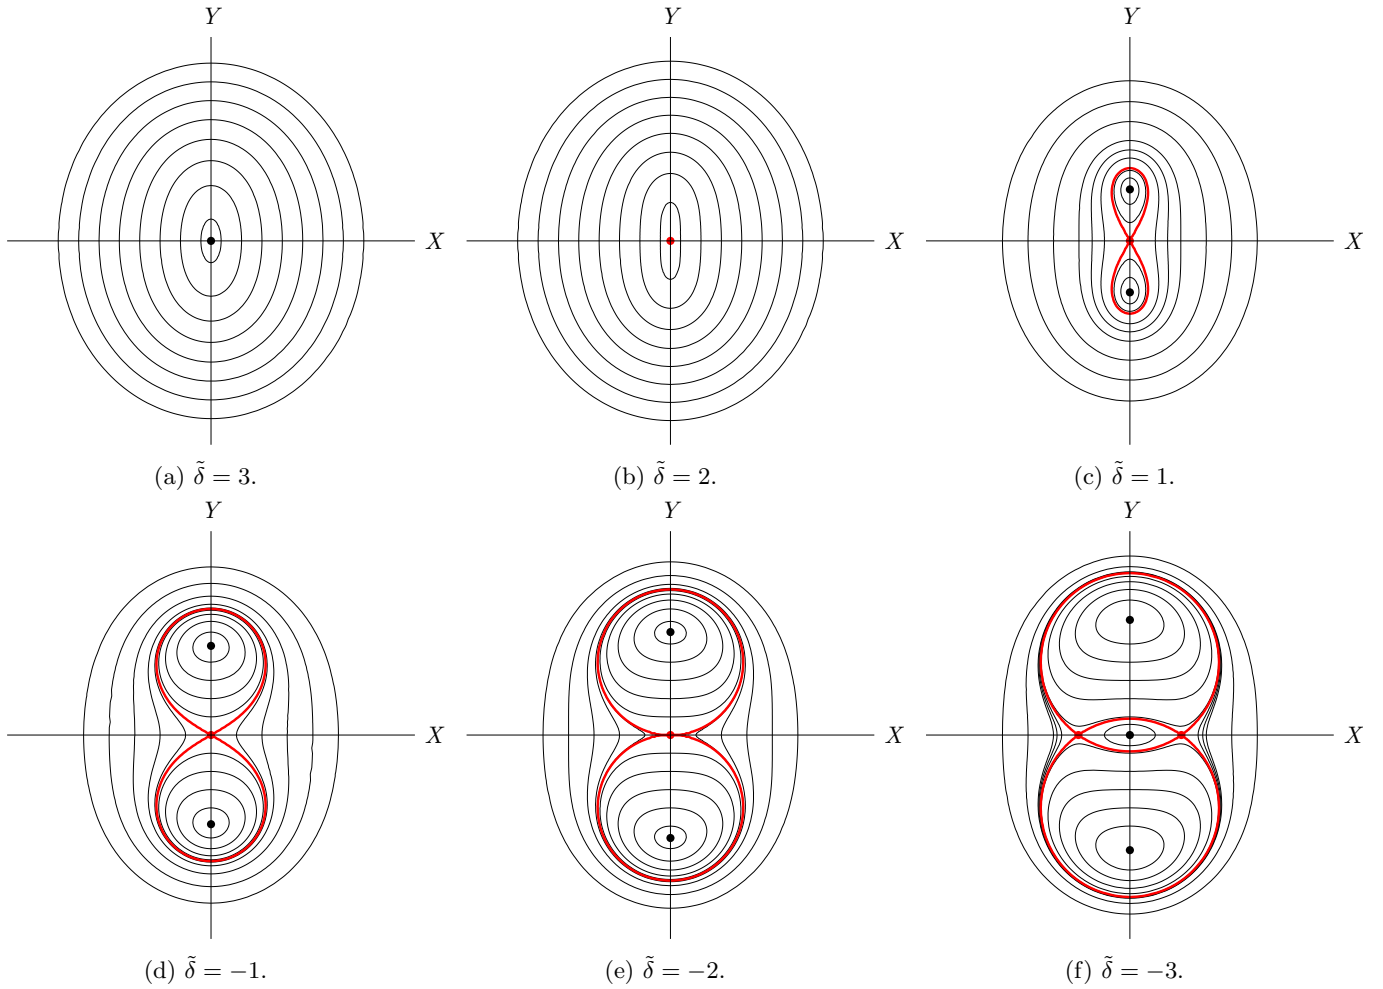 Y Y Y
X X X
(a) δ̃ = 3. (b) δ̃ = 2. (c) δ̃ = 1.
Y Y Y
X X X
(d) δ̃ = −1. (e) δ̃ = −2. (f) δ̃ = −3.